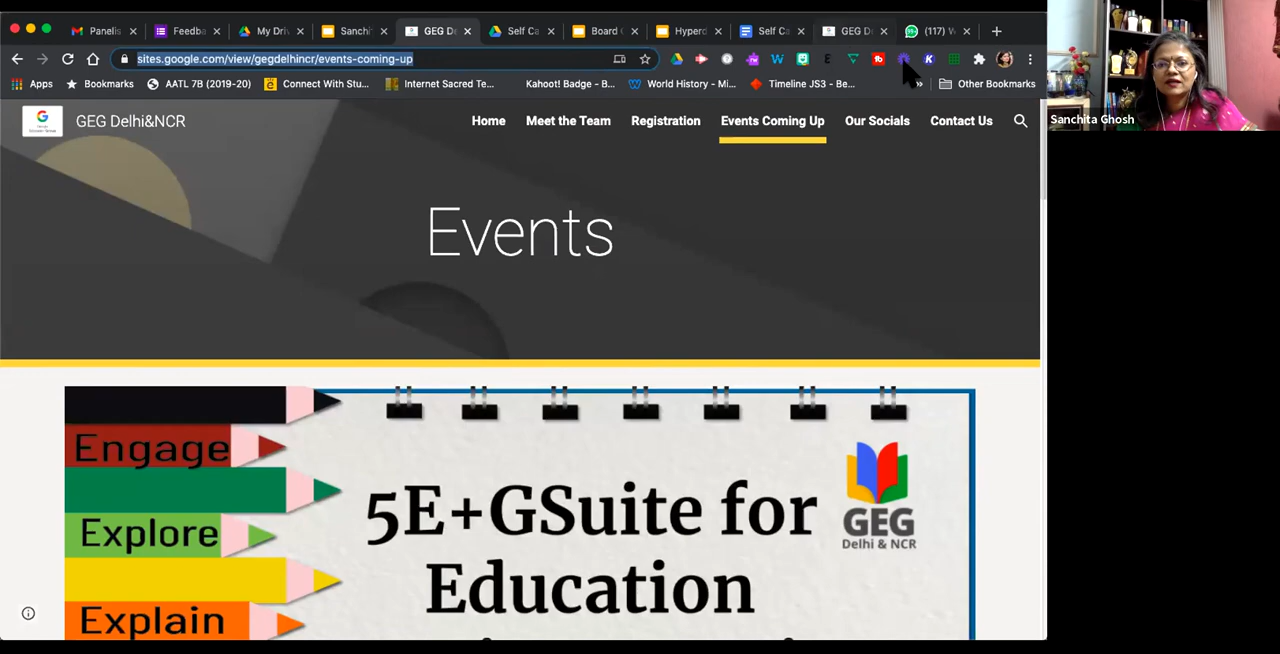 Panelis
Feedba
My Driv
Sanchit
GEG De
Self Ca
Board C
Hyperd
Self Ca
GEG D
(117) W
sites.google.com/view/gegdelhincr/events-coming-up
Apps
Bookmarks
AATL 7B (2019-20)
Connect With Stu...
Internet Sacred Te...
Kahoot! Badge - B...
World History - Mi...
Timeline JS3 - Be...
»
Other Bookmarks
GEG Delhi&NCR
Home
Meet the Team
Registration
Events Coming Up
Our Socials
Contact Us
Sanchita Ghosh
Events
Engage
Explore
Explain
5E+GSuite for
Education
GEG
Delhi & NCR